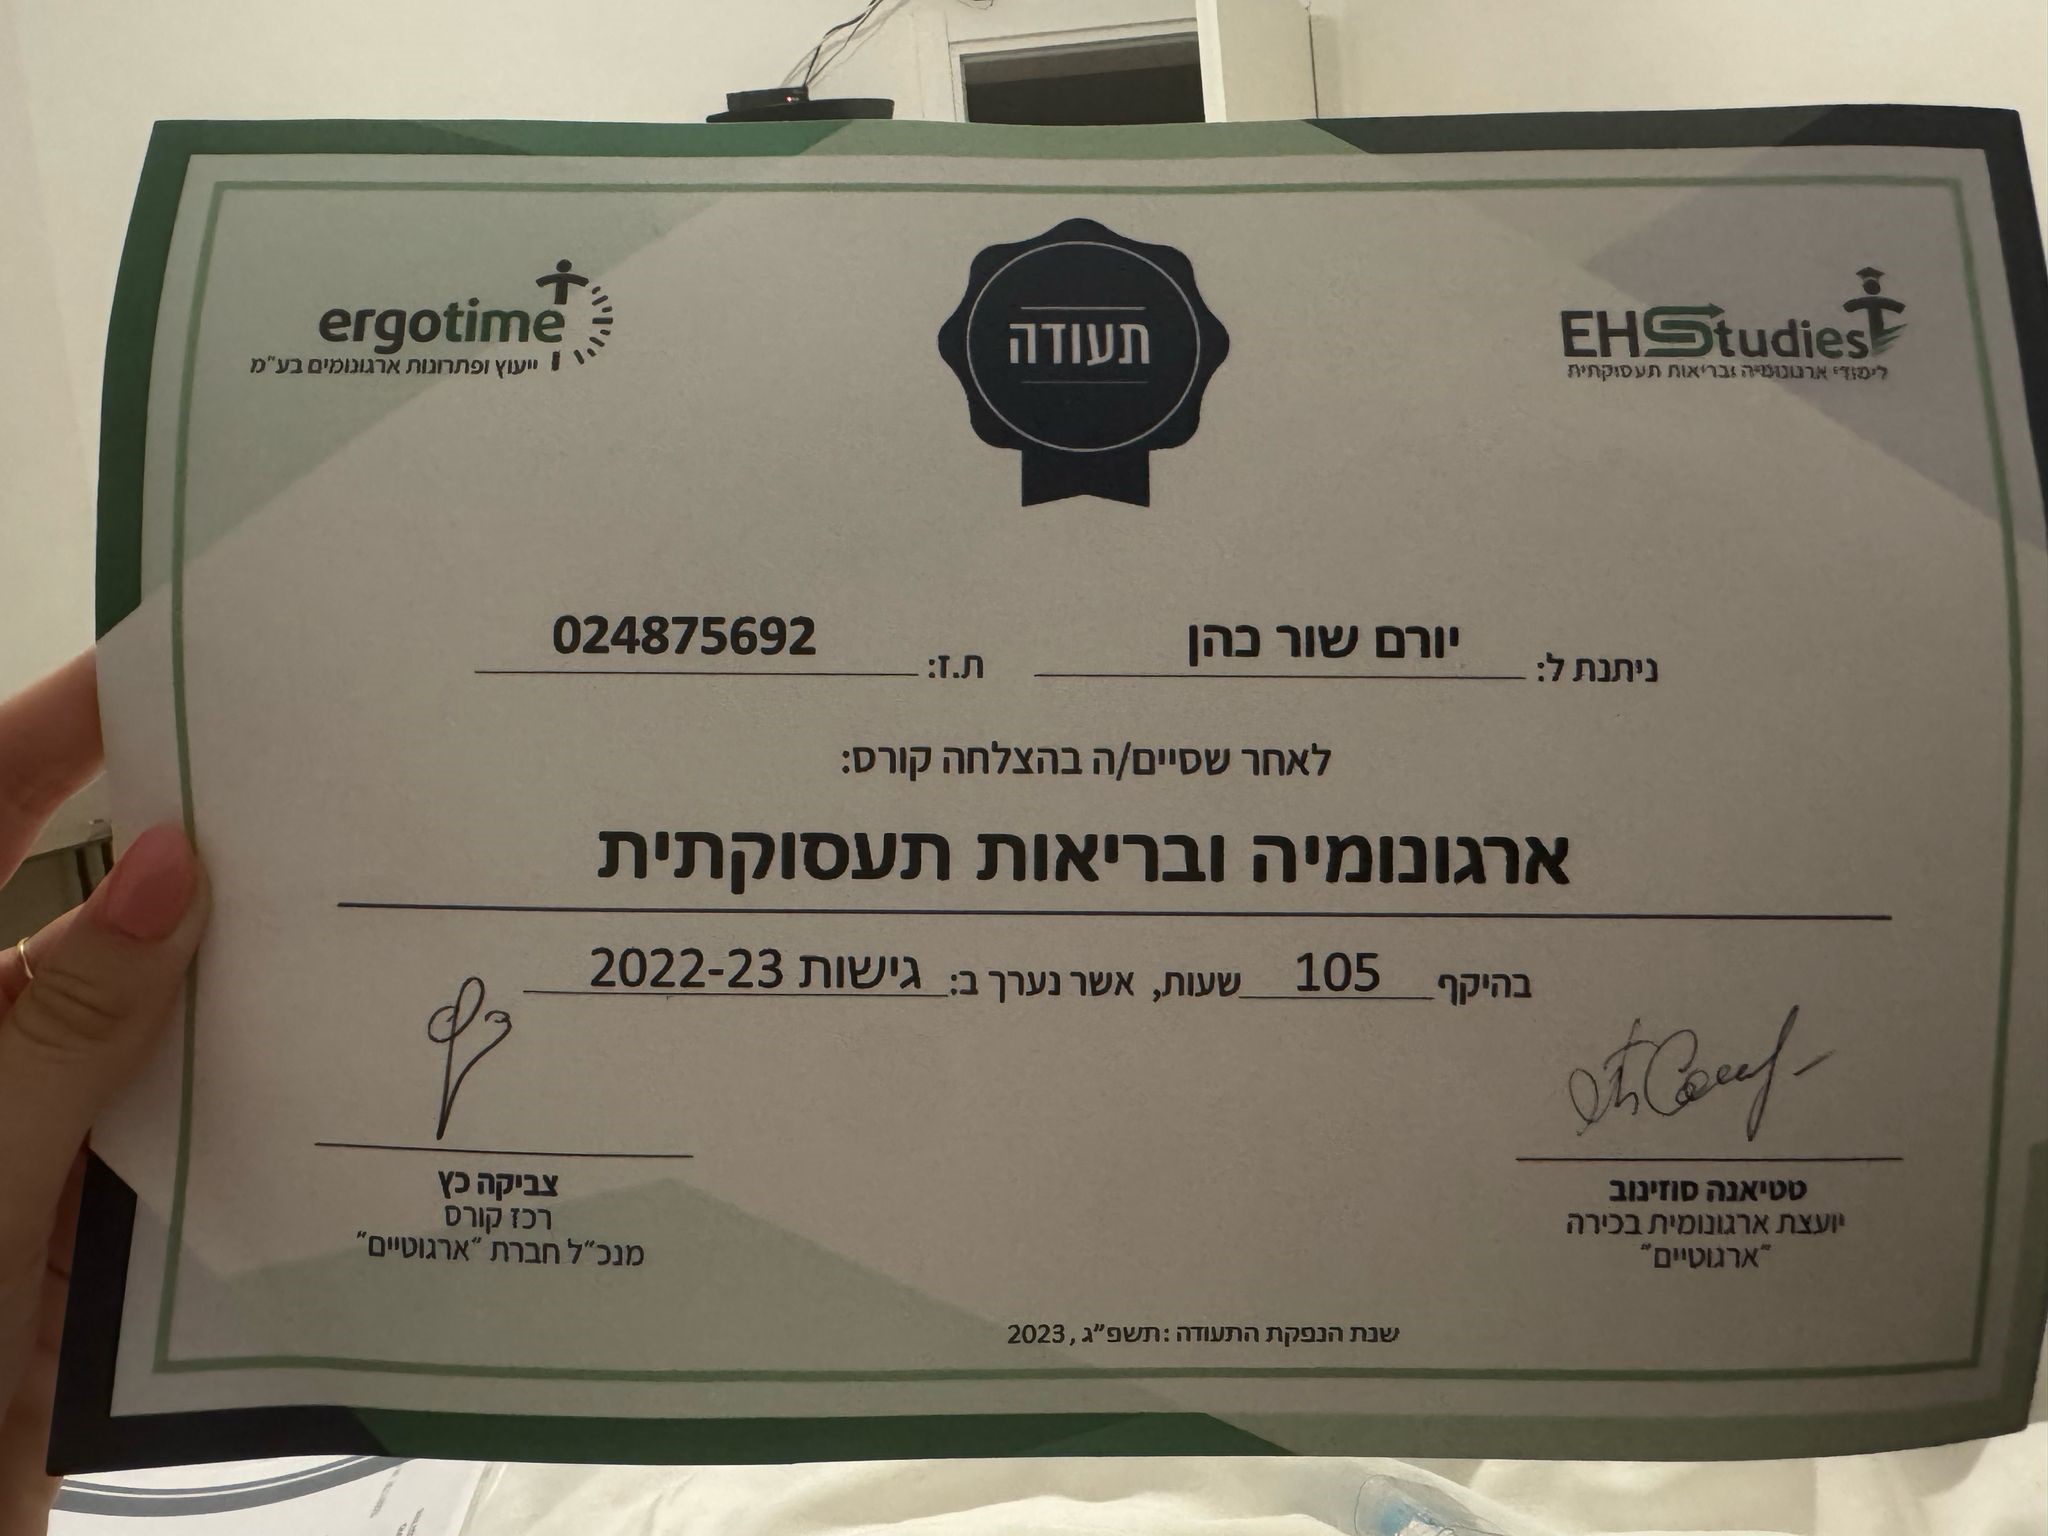 ergotime
ייעוץ ופתרונות ארגונומים בע"מ
תעודה
EHStudies
לימודי ארגונומיה ובריאות תעסוקתית
ניתנת ל: יורם שור כהן ת.ז: 024875692
לאחר שסיים/ה בהצלחה קורס:
ארגונומיה ובריאות תעסוקתית
בהיקף 105 שעות, אשר נערך ב: גישות 2022-23
טטיאנה סוזינוב
יועצת ארגונומית בכירה
"ארגוטיים"
צביקה כץ
רכז קורס
מנכ"ל חברת "ארגוטיים"
שנת הנפקת התעודה: תשפ"ג, 2023